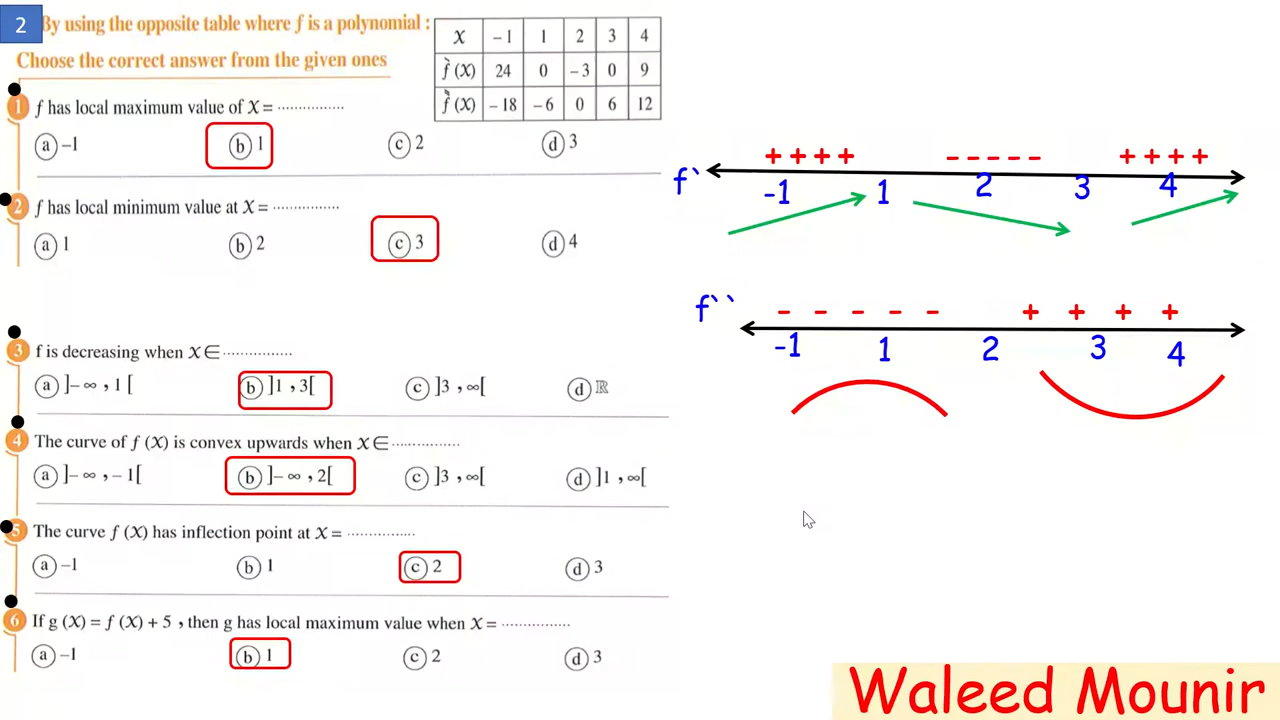 2
By using the opposite table where f is a polynomial :
Choose the correct answer from the given ones
X -1 1 2 3 4
f̀ (X) 24 0 -3 0 9
f̏ (X) -18 -6 0 6 12
1 f has local maximum value of X = ..................
a -1 b 1 c 2 d 3
2 f has local minimum value at X = ..................
a 1 b 2 c 3 d 4
3 f is decreasing when X ∈ ..................
a ]-∞ , 1[ b ]1 , 3[ c ]3 , ∞[ d ℝ
4 The curve of f (X) is convex upwards when X ∈ ..................
a ]-∞ , -1[ b ]-∞ , 2[ c ]3 , ∞[ d ]1 , ∞[
5 The curve f (X) has inflection point at X = ..................
a -1 b 1 c 2 d 3
6 If g (X) = f (X) + 5 , then g has local maximum value when X = ..................
a -1 b 1 c 2 d 3
+ + + + - - - - - + + + +
f` -1 1 2 3 4
f`` - - - - - + + + +
-1 1 2 3 4
Waleed Mounir